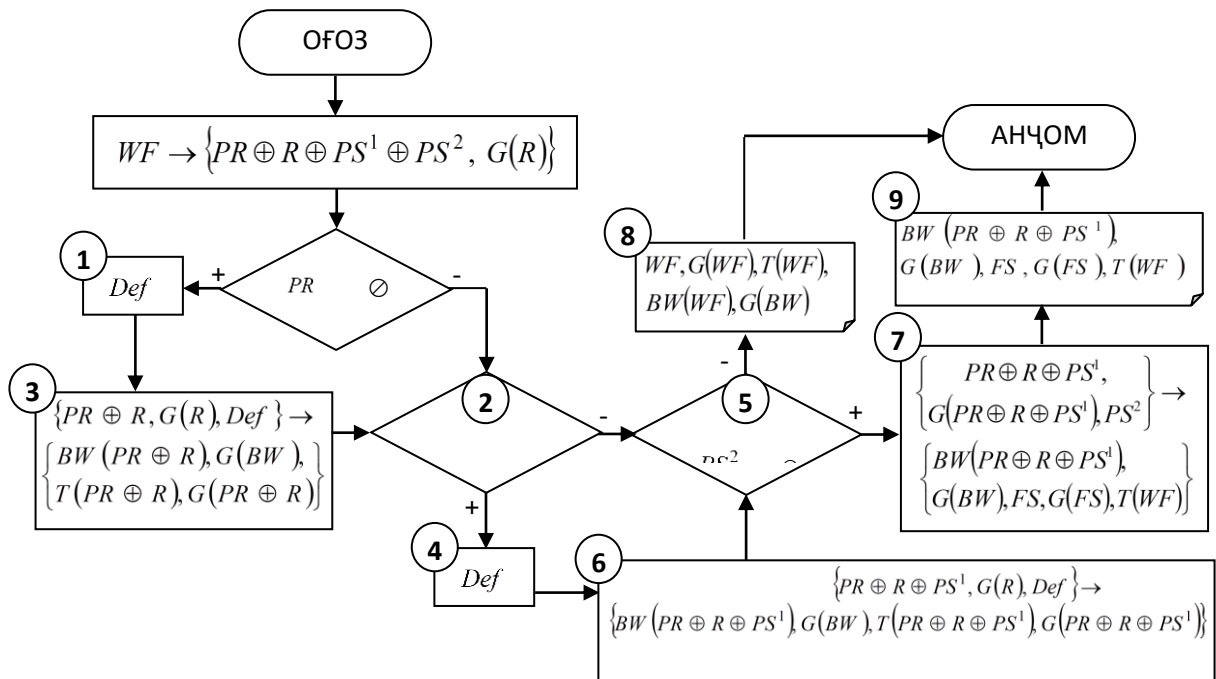 ОҒОЗ
WF → {PR ⊕ R ⊕ PS¹ ⊕ PS², G(R)}
1
Def
+
PR ∅
-
3
{PR ⊕ R, G(R), Def} →
{BW (PR ⊕ R), G(BW),
T(PR ⊕ R), G(PR ⊕ R)}
2
-
+
4
Def
6
{PR ⊕ R ⊕ PS¹, G(R), Def} →
{BW (PR ⊕ R ⊕ PS¹), G(BW), T(PR ⊕ R ⊕ PS¹), G(PR ⊕ R ⊕ PS¹)}
5
-
+
8
WF, G(WF), T(WF),
BW(WF), G(BW)
7
{PR ⊕ R ⊕ PS¹,
G(PR ⊕ R ⊕ PS¹), PS²} →
{BW(PR ⊕ R ⊕ PS¹),
G(BW), FS, G(FS), T(WF)}
9
BW (PR ⊕ R ⊕ PS¹),
G(BW), FS, G(FS), T(WF)
АНҶОМ